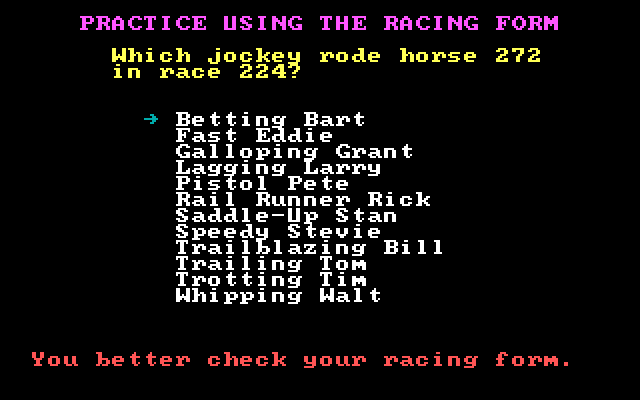 PRACTICE USING THE RACING FORM
Which jockey rode horse 272
in race 224?
→ Betting Bart
Fast Eddie
Galloping Grant
Lagging Larry
Pistol Pete
Rail Runner Rick
Saddle-Up Stan
Speedy Stevie
Trailblazing Bill
Trailing Tom
Trotting Tim
Whipping Walt
You better check your racing form.